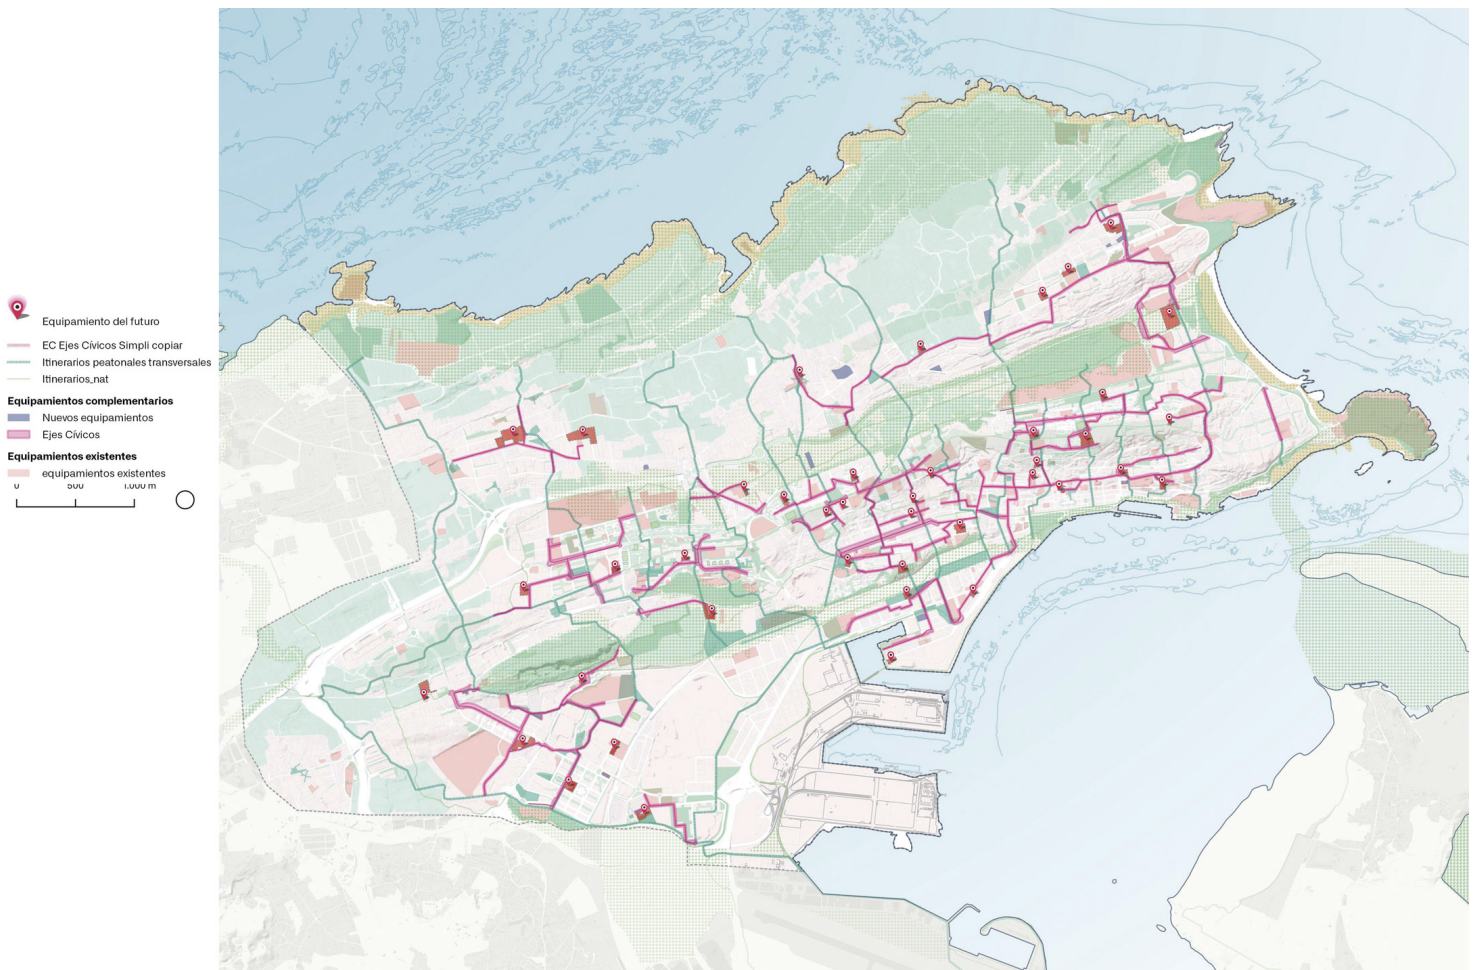 Equipamiento del futuro
EC Ejes Cívicos Simpli copiar
Itinerarios peatonales transversales
Itinerarios_nat
Equipamientos complementarios
Nuevos equipamientos
Ejes Cívicos
Equipamientos existentes
equipamientos existentes
0 500 1.000 m